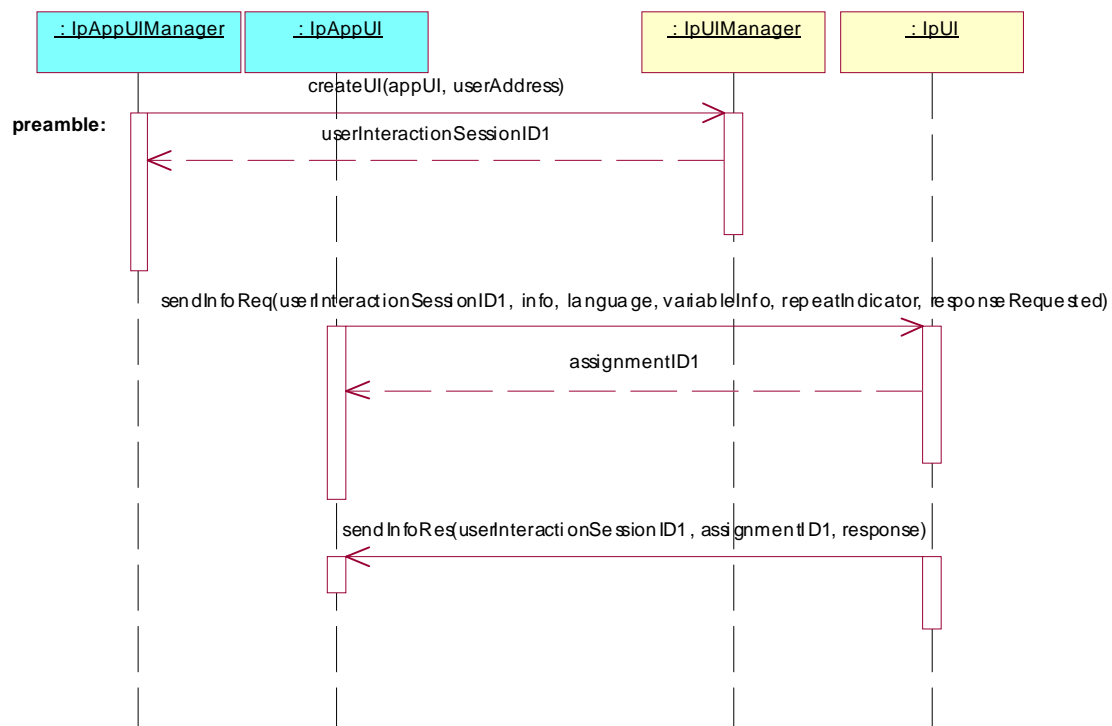 : IpAppUIManager
: IpAppUI
: IpUIManager
: IpUI
createUI(appUI, userAddress)
preamble:
userInteractionSessionID1
sendInfoReq(userInteractionSessionID1, info, language, variableInfo, repeatIndicator, responseRequested)
assignmentID1
sendInfoRes(userInteractionSessionID1, assignmentID1, response)